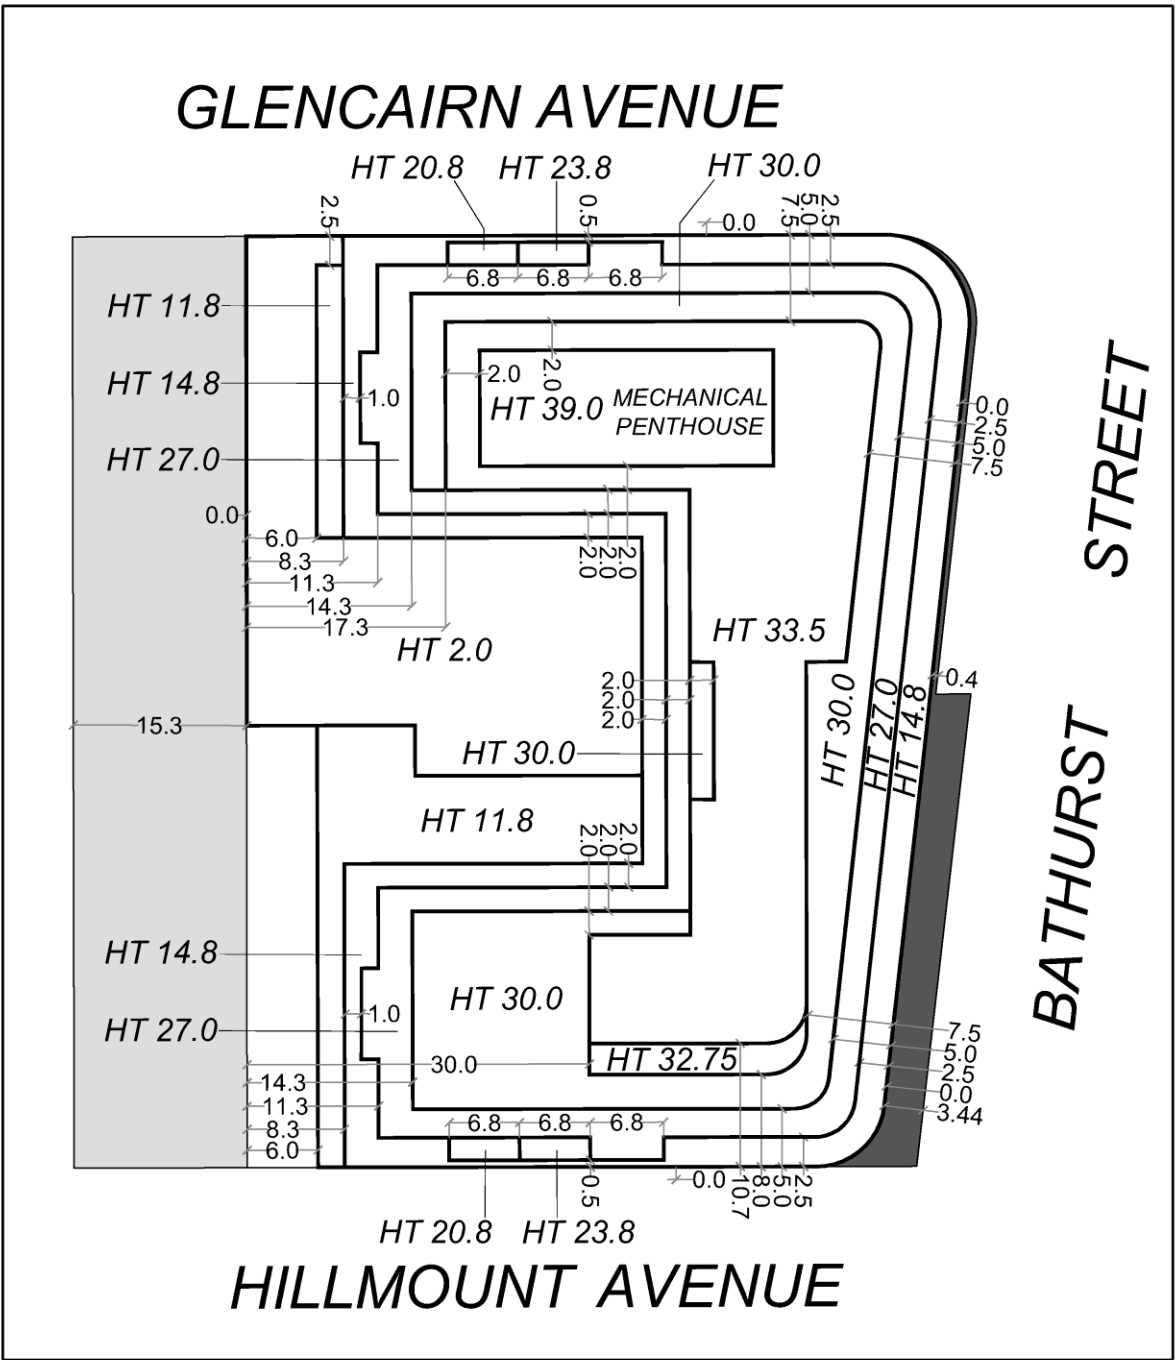 GLENCAIRN AVENUE
HT 20.8
HT 23.8
HT 30.0
2.5
0.5
0.0
7.5
5.0
2.5
6.8
6.8
6.8
HT 11.8
HT 14.8
1.0
2.0
2.0
HT 39.0
MECHANICAL
PENTHOUSE
HT 27.0
0.0
2.5
5.0
7.5
STREET
0.0
6.0
8.3
11.3
14.3
17.3
2.0
2.0
2.0
HT 2.0
HT 33.5
2.0
2.0
2.0
0.4
15.3
HT 30.0
HT 30.0
HT 27.0
HT 14.8
BATHURST
HT 11.8
2.0
2.0
2.0
HT 14.8
HT 27.0
1.0
HT 30.0
HT 32.75
30.0
14.3
11.3
8.3
6.0
7.5
5.0
2.5
0.0
3.44
6.8
6.8
6.8
0.5
0.0
10.7
8.0
5.0
2.5
HT 20.8
HT 23.8
HILLMOUNT AVENUE